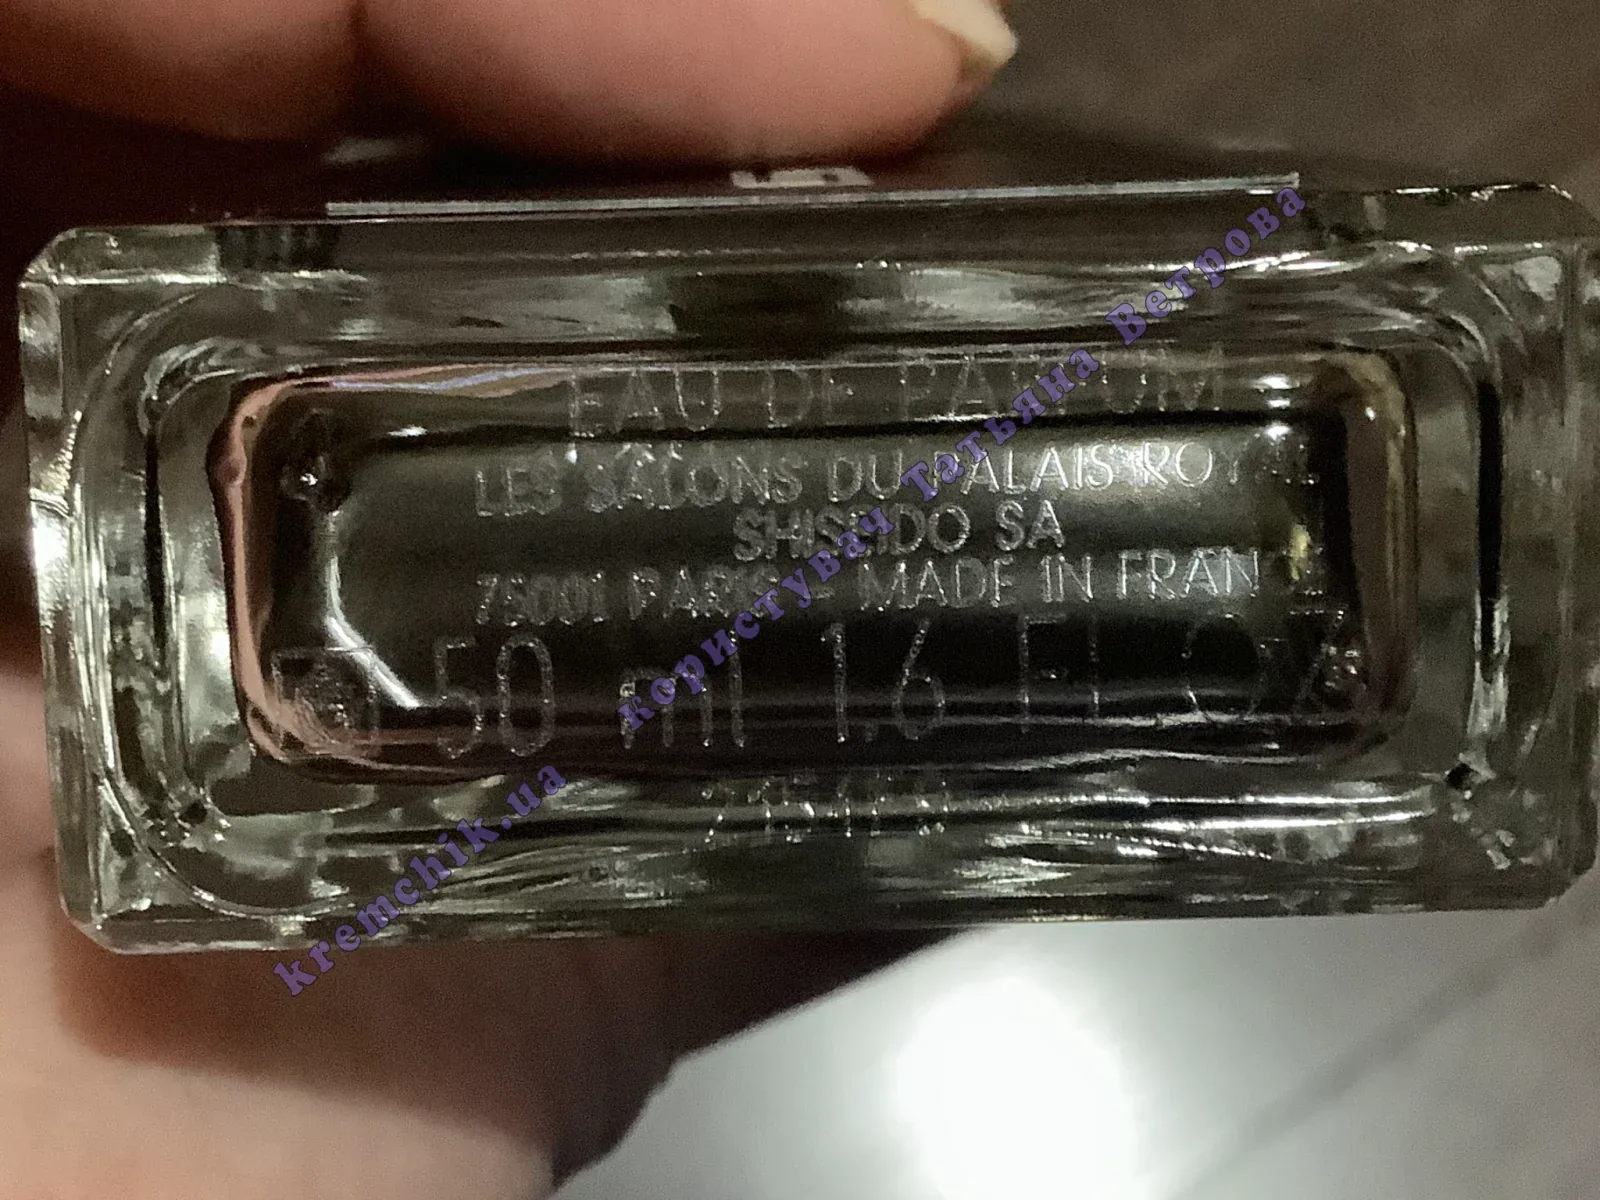 EAU DE PARFUM
LES SALONS DU PALAIS ROYAL
SHISEIDO SA
75001 PARIS - MADE IN FRANCE
50 ml 1,6 Fl Oz
kremchik.ua користувач Татьяна Ветрова